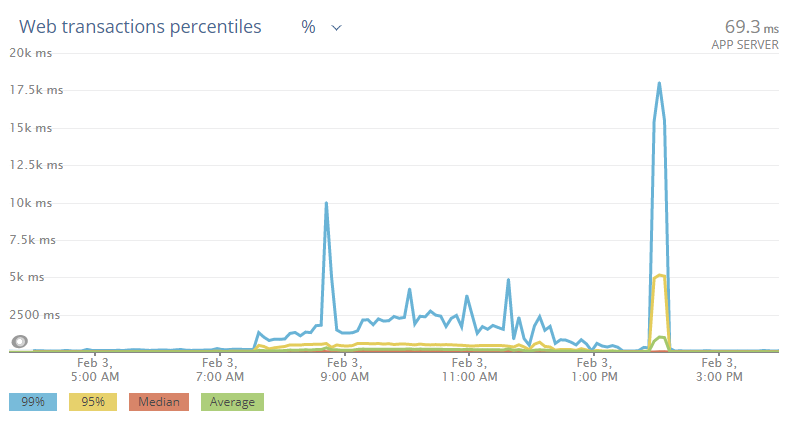 Web transactions percentiles % 69.3 ms
APP SERVER
20k ms
17.5k ms
15k ms
12.5k ms
10k ms
7.5k ms
5k ms
2500 ms
Feb 3, Feb 3, Feb 3, Feb 3, Feb 3, Feb 3,
5:00 AM 7:00 AM 9:00 AM 11:00 AM 1:00 PM 3:00 PM
99% 95% Median Average